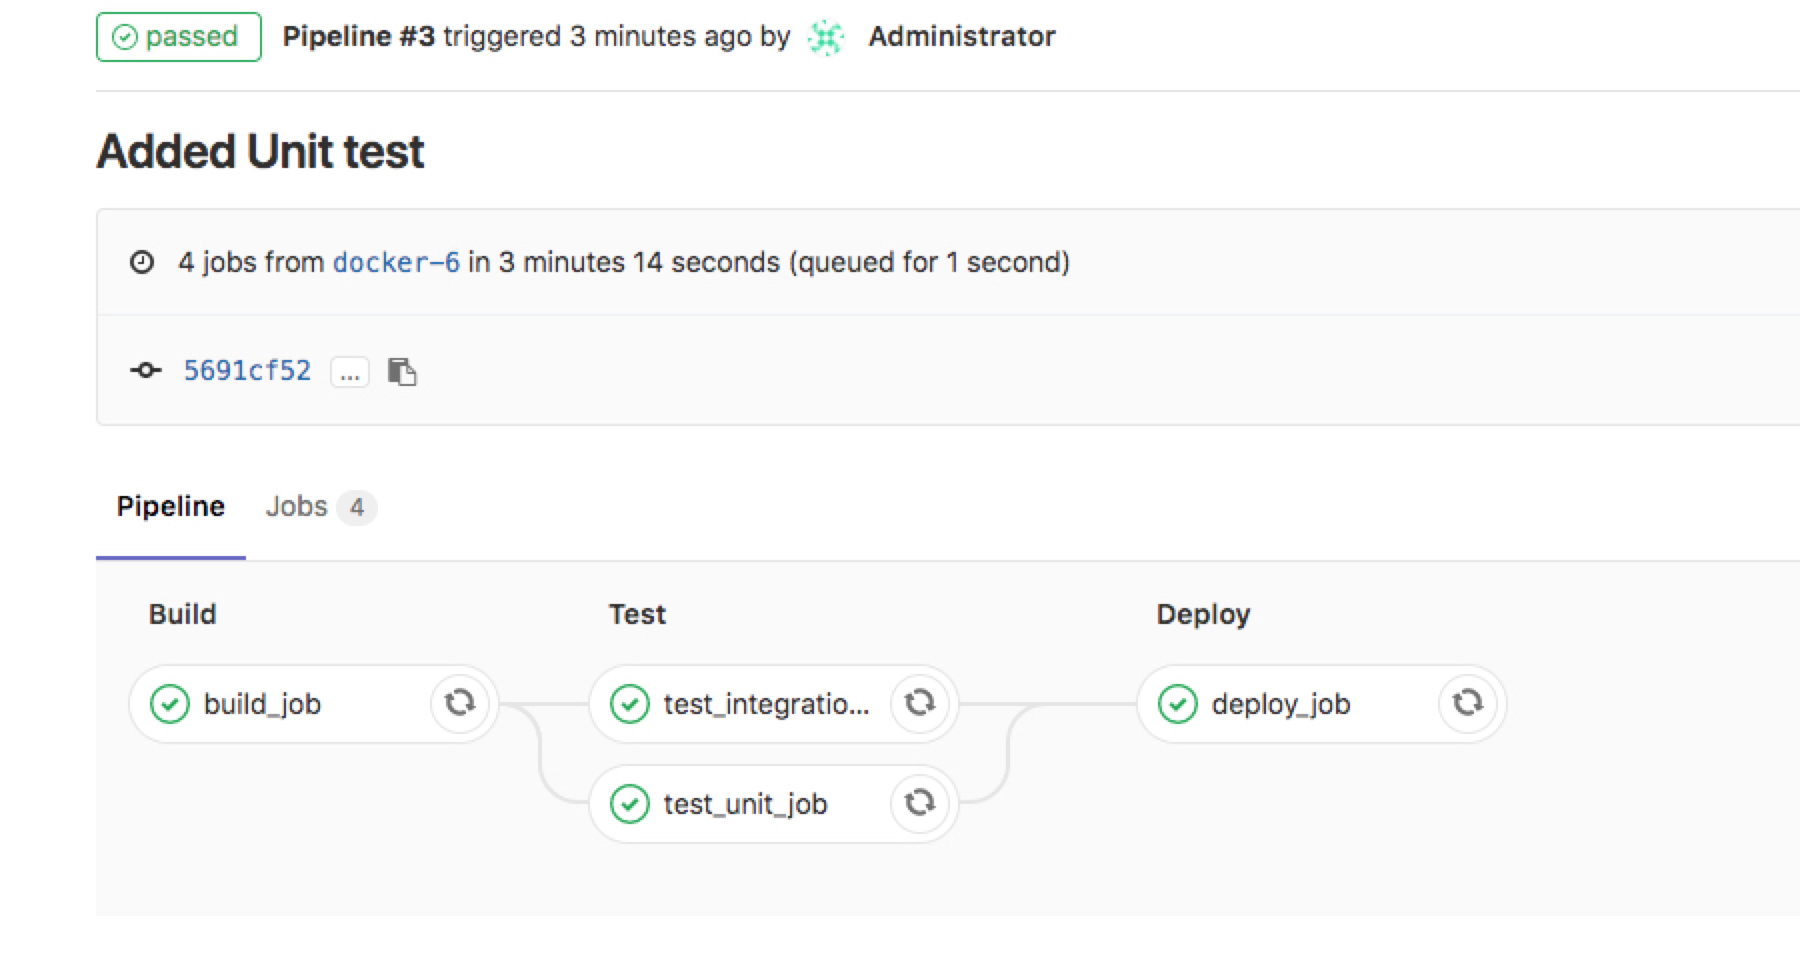 passed Pipeline #3 triggered 3 minutes ago by Administrator
Added Unit test
4 jobs from docker-6 in 3 minutes 14 seconds (queued for 1 second)
5691cf52 ...
Pipeline Jobs 4
Build Test Deploy
build_job test_integratio... deploy_job
test_unit_job